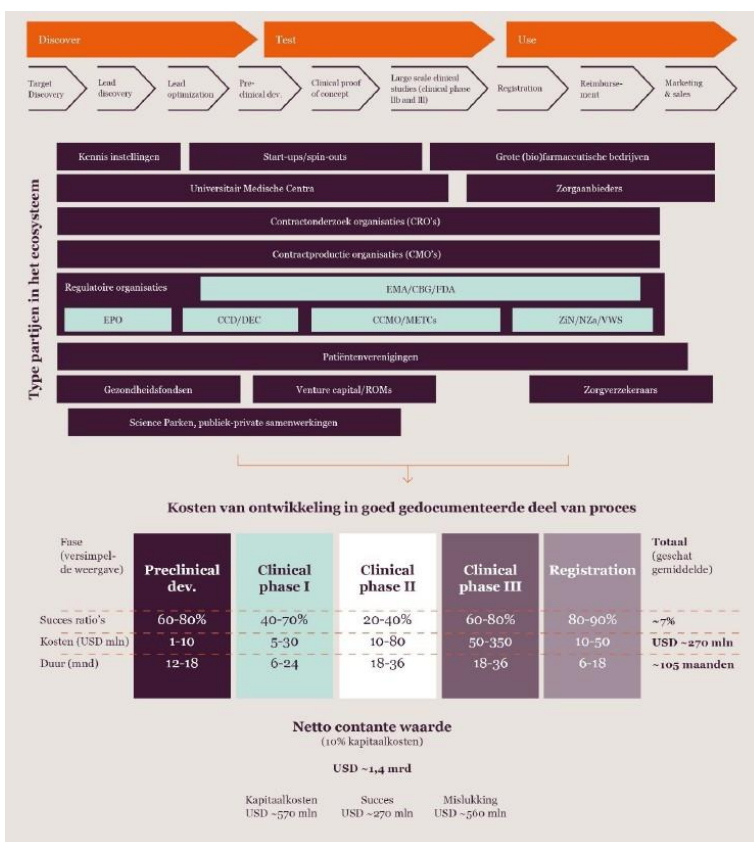 Discover
Test
Use
Target
Discovery
Lead
discovery
Lead
optimization
Pre-
clinical dev.
Clinical proof
of concept
Large scale clinical
studies (clinical phase
IIb and III)
Registration
Reimburse-
ment
Marketing
& sales
Type partijen in het ecosysteem
Kennis instellingen
Start-ups/spin-outs
Grote (bio)farmaceutische bedrijven
Universitair Medische Centra
Zorgaanbieders
Contractonderzoek organisaties (CRO's)
Contractproductie organisaties (CMO's)
Regulatoire organisaties
EMA/CBG/FDA
EPO
CCD/DEC
CCMO/METCs
ZiN/NZa/VWS
Patiëntenverenigingen
Gezondheidsfondsen
Venture capital/ROMs
Zorgverzekeraars
Science Parken, publiek-private samenwerkingen
Kosten van ontwikkeling in goed gedocumenteerde deel van proces
Fase
(versimpel-
de weergave)
Preclinical
dev.
Clinical
phase I
Clinical
phase II
Clinical
phase III
Registration
Totaal
(geschat
gemiddelde)
Succes ratio's 60-80% 40-70% 20-40% 60-80% 80-90% ~7%
Kosten (USD mln) 1-10 5-30 10-80 50-350 10-50 USD ~270 mln
Duur (mnd) 12-18 6-24 18-36 18-36 6-18 ~105 maanden
Netto contante waarde
(10% kapitaalkosten)
USD ~1,4 mrd
Kapitaalkosten
USD ~570 mln
Succes
USD ~270 mln
Mislukking
USD ~560 mln